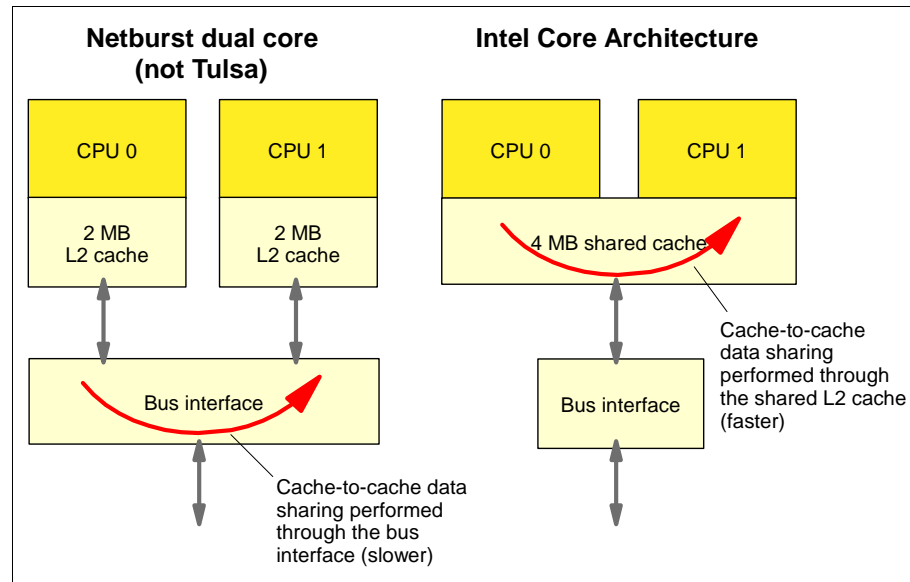 Netburst dual core
(not Tulsa)
CPU 0
CPU 1
2 MB
L2 cache
2 MB
L2 cache
Bus interface
Cache-to-cache data
sharing performed
through the bus
interface (slower)
Intel Core Architecture
CPU 0
CPU 1
4 MB shared cache
Bus interface
Cache-to-cache
data sharing
performed through
the shared L2 cache
(faster)